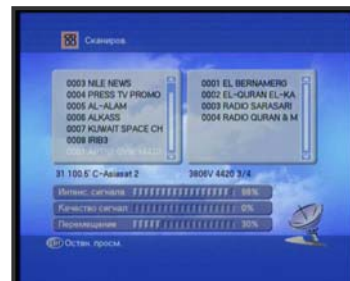 Сканиров.
0003 NILE NEWS
0004 PRESS TV PROMO
0005 AL-ALAM
0006 ALKASS
0007 KUWAIT SPACE CH
0008 IRIB3
0001 EL BERNAMERG
0002 EL-QURAN EL-KA
0003 RADIO SARASARI
0004 RADIO QURAN & M
31 100.5° C-Asiasat 2
3806V 4420 3/4
Интенс. сигнала 98%
Качество сигнал 0%
Перемещение 30%
Остан. просм.